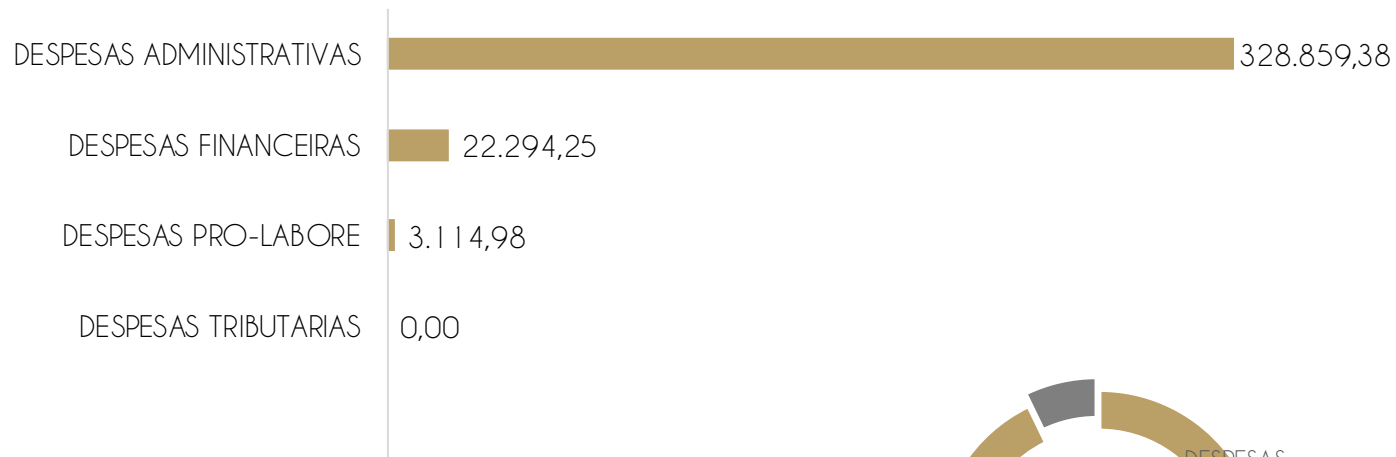 DESPESAS ADMINISTRATIVAS 328.859,38
DESPESAS FINANCEIRAS 22.294,25
DESPESAS PRO-LABORE 3.114,98
DESPESAS TRIBUTARIAS 0,00
DESPESAS